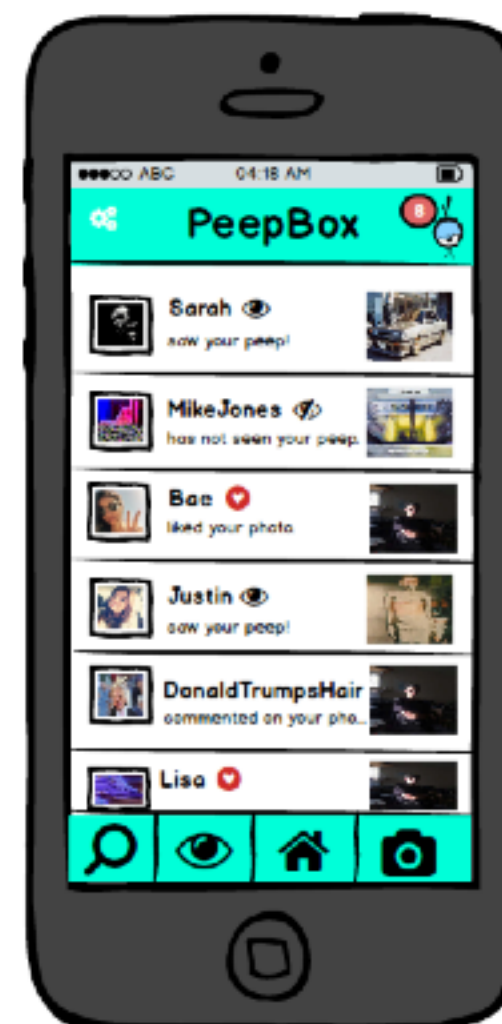 ABC 04:18 AM
PeepBox
8
Sarah
saw your peep!
MikeJones
has not seen your peep.
Bae
liked your photo
Justin
saw your peep!
DonaldTrumpsHair
commented on your pho...
Lisa